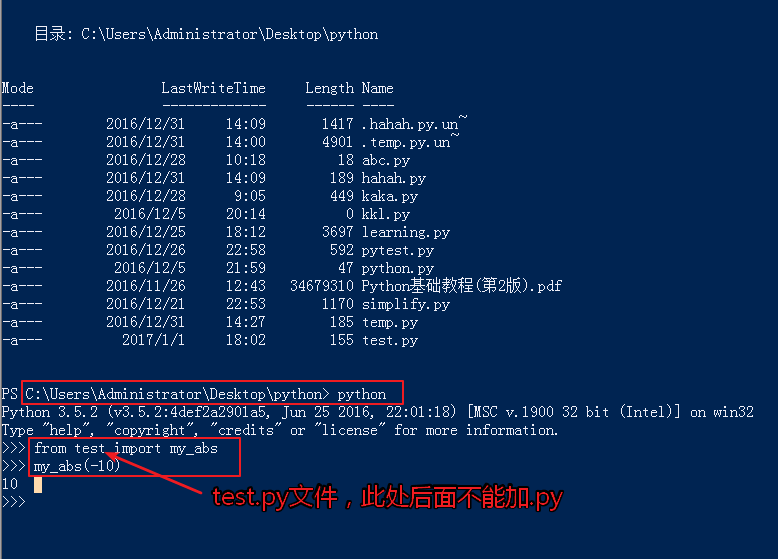 目录: C:\Users\Administrator\Desktop\python
Mode LastWriteTime Length Name
---- ------------- ------ ----
-a--- 2016/12/31 14:09 1417 .hahah.py.un~
-a--- 2016/12/31 14:00 4901 .temp.py.un~
-a--- 2016/12/28 10:18 18 abc.py
-a--- 2016/12/31 14:09 189 hahah.py
-a--- 2016/12/28 9:05 449 kaka.py
-a--- 2016/12/5 20:14 0 kkl.py
-a--- 2016/12/25 18:12 3697 learning.py
-a--- 2016/12/26 22:58 592 pytest.py
-a--- 2016/12/5 21:59 47 python.py
-a--- 2016/11/26 12:43 34679310 Python基础教程(第2版).pdf
-a--- 2016/12/21 22:53 1170 simplify.py
-a--- 2016/12/31 14:27 185 temp.py
-a--- 2017/1/1 18:02 155 test.py
PS C:\Users\Administrator\Desktop\python> python
Python 3.5.2 (v3.5.2:4def2a2901a5, Jun 25 2016, 22:01:18) [MSC v.1900 32 bit (Intel)] on win32
Type "help", "copyright", "credits" or "license" for more information.
>>> from test import my_abs
>>> my_abs(-10)
10
>>>
test.py文件，此处后面不能加.py